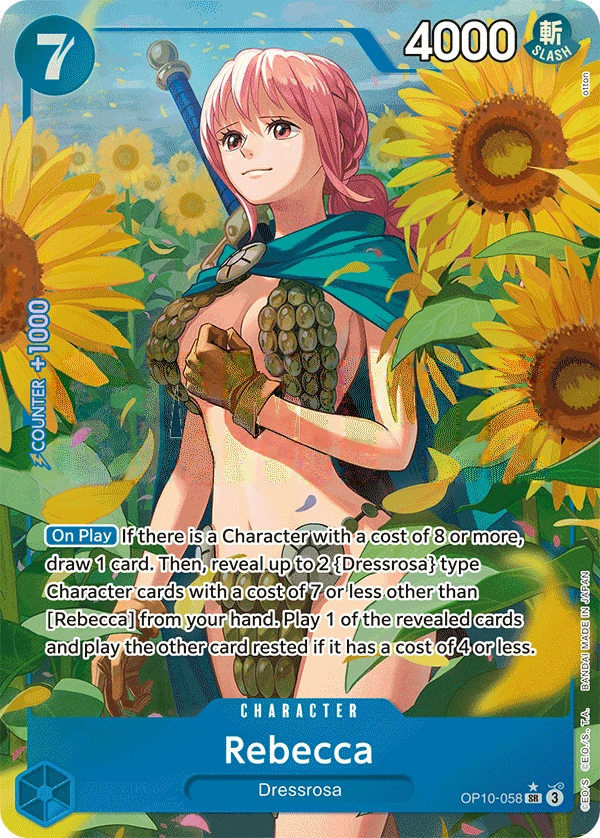 7
4000
斬
SLASH
otton
COUNTER +1000
On Play If there is a Character with a cost of 8 or more,
draw 1 card. Then, reveal up to 2 {Dressrosa} type
Character cards with a cost of 7 or less other than
[Rebecca] from your hand. Play 1 of the revealed cards
and play the other card rested if it has a cost of 4 or less.
©E.O/S ©E.O./S., T.A. BANDAI MADE IN JAPAN
CHARACTER
Rebecca
Dressrosa
OP10-058 SR 3